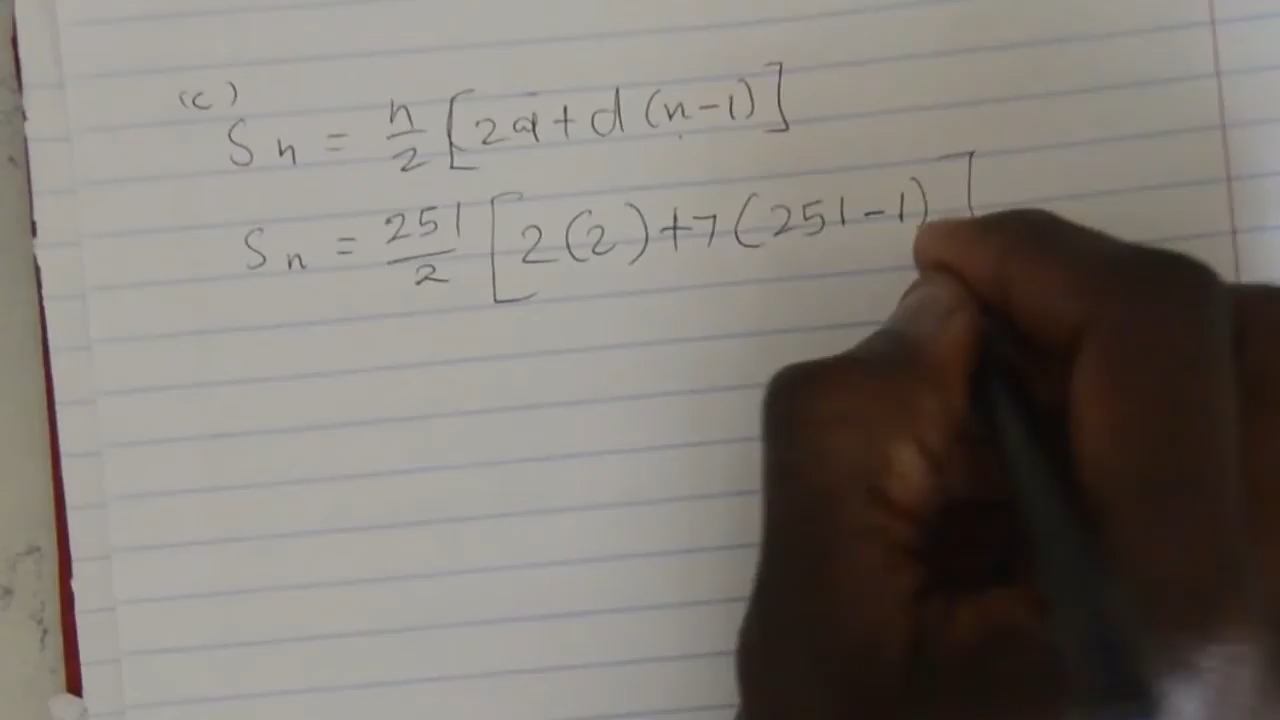 (c)
Sn = n/2 [2a + d (n-1)]
Sn = 251/2 [2(2) + 7(251-1)]